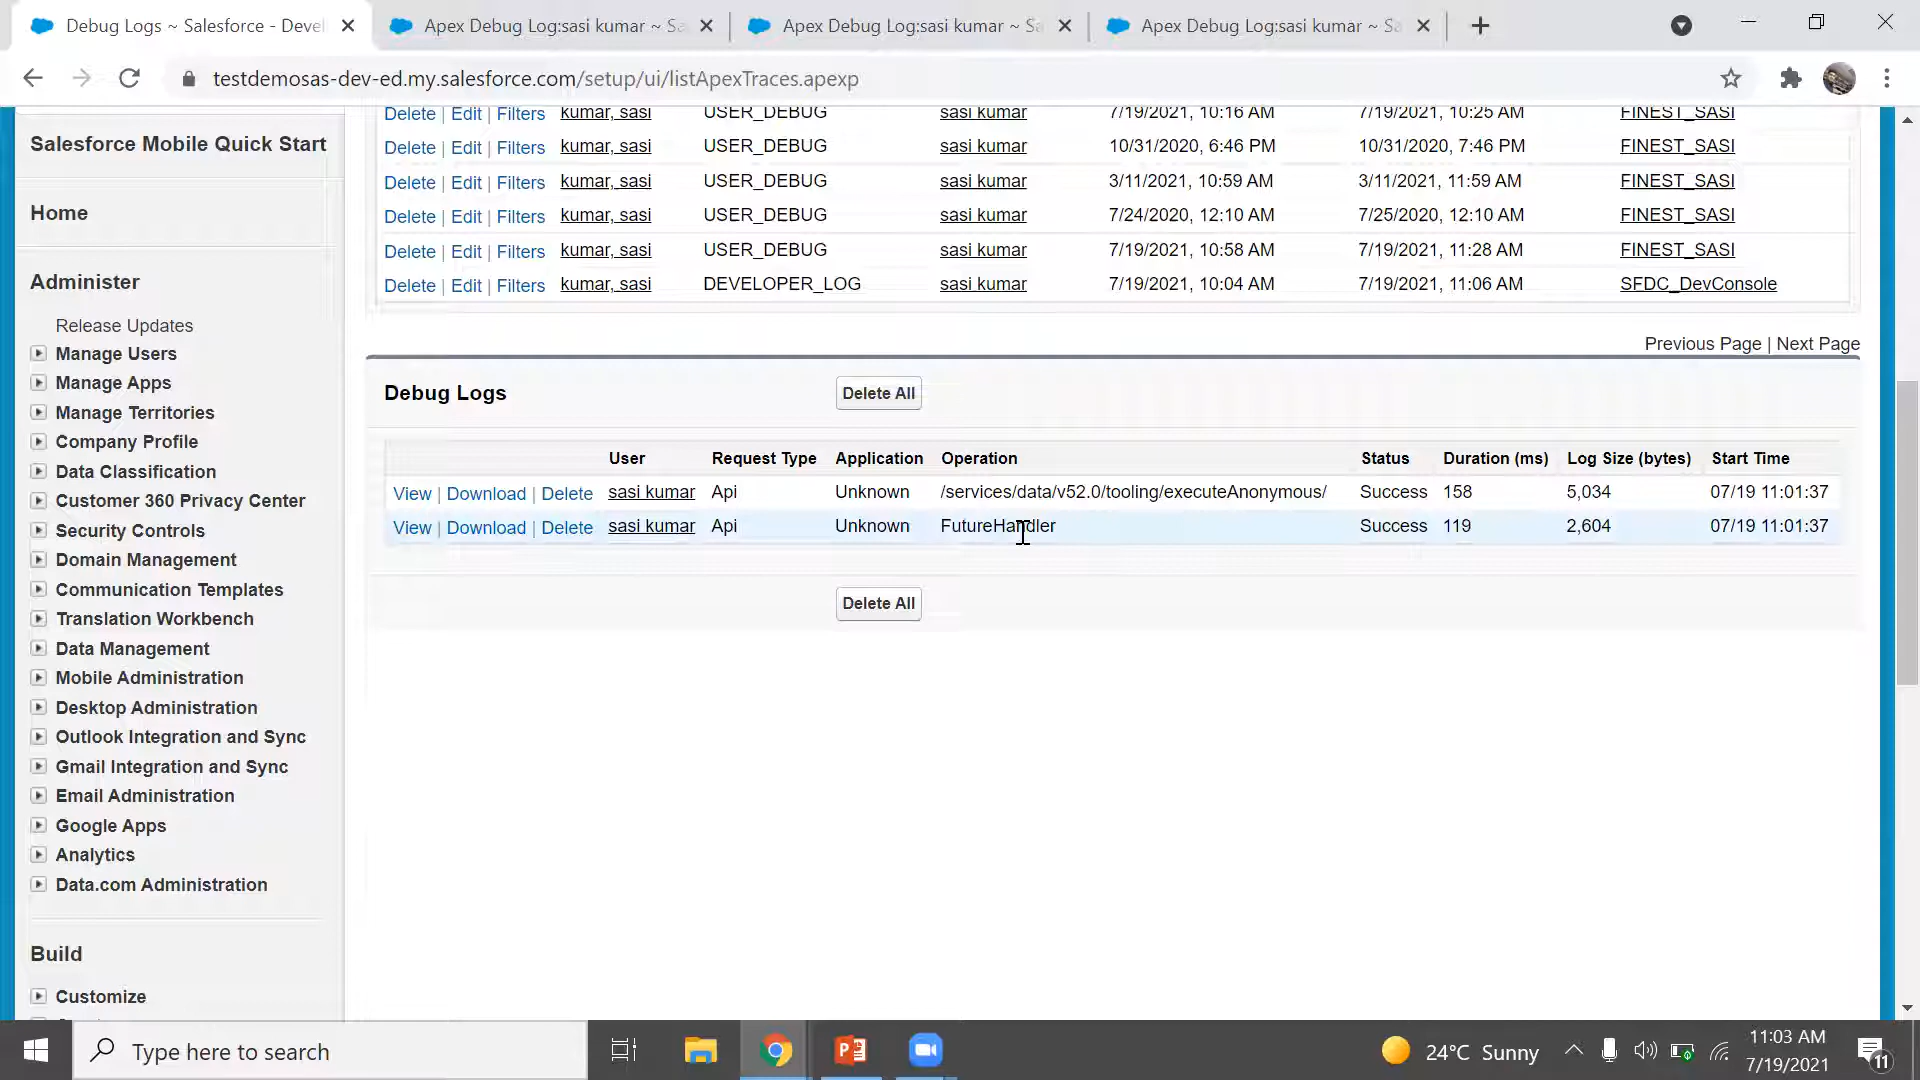 Debug Logs ~ Salesforce - Devel
Apex Debug Log:sasi kumar ~ Sa
Apex Debug Log:sasi kumar ~ Sa
Apex Debug Log:sasi kumar ~ Sa
testdemosas-dev-ed.my.salesforce.com/setup/ui/listApexTraces.apexp
Salesforce Mobile Quick Start
Home
Administer
Release Updates
Manage Users
Manage Apps
Manage Territories
Company Profile
Data Classification
Customer 360 Privacy Center
Security Controls
Domain Management
Communication Templates
Translation Workbench
Data Management
Mobile Administration
Desktop Administration
Outlook Integration and Sync
Gmail Integration and Sync
Email Administration
Google Apps
Analytics
Data.com Administration
Build
Customize
Delete | Edit | Filters kumar, sasi USER_DEBUG sasi kumar 7/19/2021, 10:16 AM 7/19/2021, 10:25 AM FINEST_SASI
Delete | Edit | Filters kumar, sasi USER_DEBUG sasi kumar 10/31/2020, 6:46 PM 10/31/2020, 7:46 PM FINEST_SASI
Delete | Edit | Filters kumar, sasi USER_DEBUG sasi kumar 3/11/2021, 10:59 AM 3/11/2021, 11:59 AM FINEST_SASI
Delete | Edit | Filters kumar, sasi USER_DEBUG sasi kumar 7/24/2020, 12:10 AM 7/25/2020, 12:10 AM FINEST_SASI
Delete | Edit | Filters kumar, sasi USER_DEBUG sasi kumar 7/19/2021, 10:58 AM 7/19/2021, 11:28 AM FINEST_SASI
Delete | Edit | Filters kumar, sasi DEVELOPER_LOG sasi kumar 7/19/2021, 10:04 AM 7/19/2021, 11:06 AM SFDC_DevConsole
Previous Page | Next Page
Debug Logs Delete All
User Request Type Application Operation Status Duration (ms) Log Size (bytes) Start Time
View | Download | Delete sasi kumar Api Unknown /services/data/v52.0/tooling/executeAnonymous/ Success 158 5,034 07/19 11:01:37
View | Download | Delete sasi kumar Api Unknown FutureHandler Success 119 2,604 07/19 11:01:37
Delete All
Type here to search
24°C Sunny
11:03 AM
7/19/2021
11